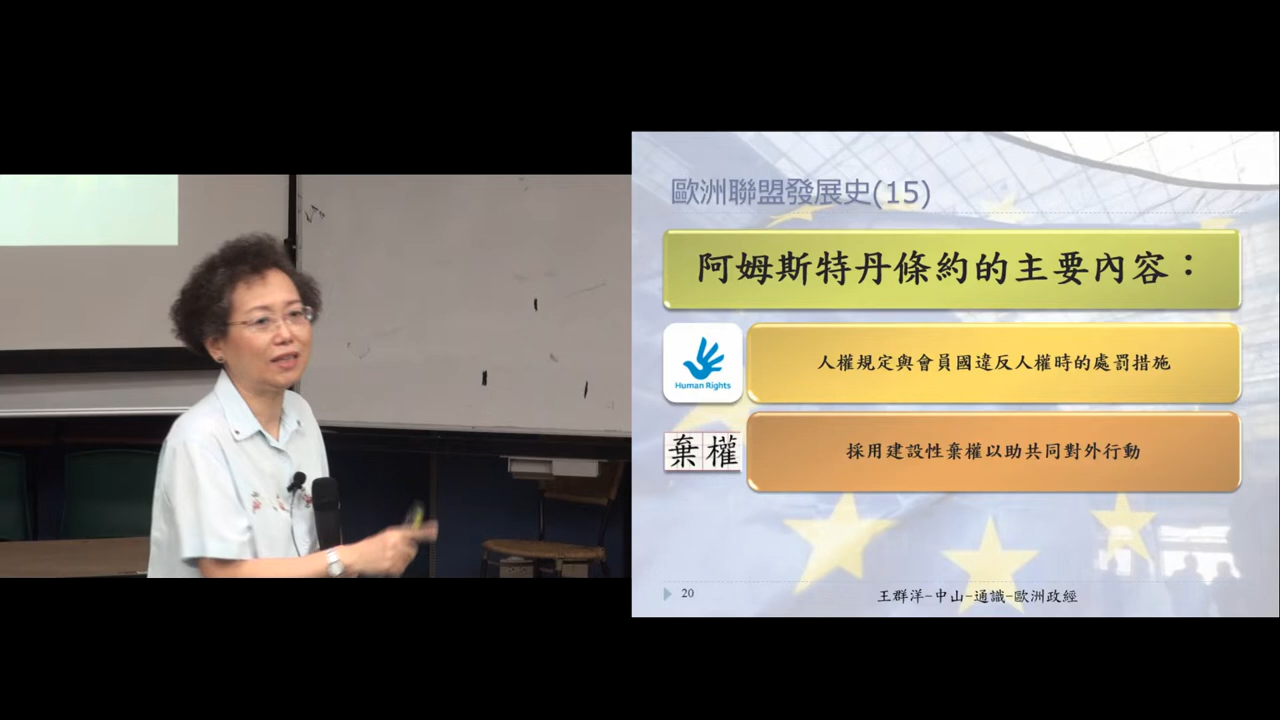 歐洲聯盟發展史(15)
阿姆斯特丹條約的主要內容：
Human Rights
人權規定與會員國違反人權時的處罰措施
棄權
採用建設性棄權以助共同對外行動
20
王群洋-中山-通識-歐洲政經